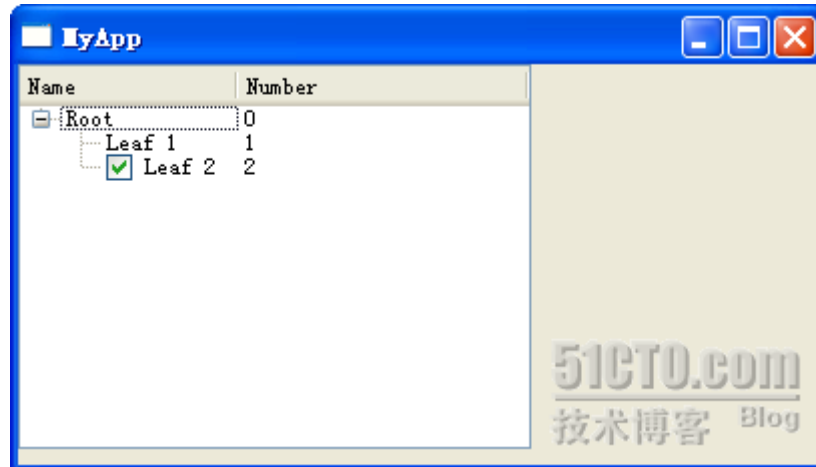 MyApp
Name Number
Root 0
Leaf 1 1
Leaf 2 2
51CTO.com
技术博客 Blog